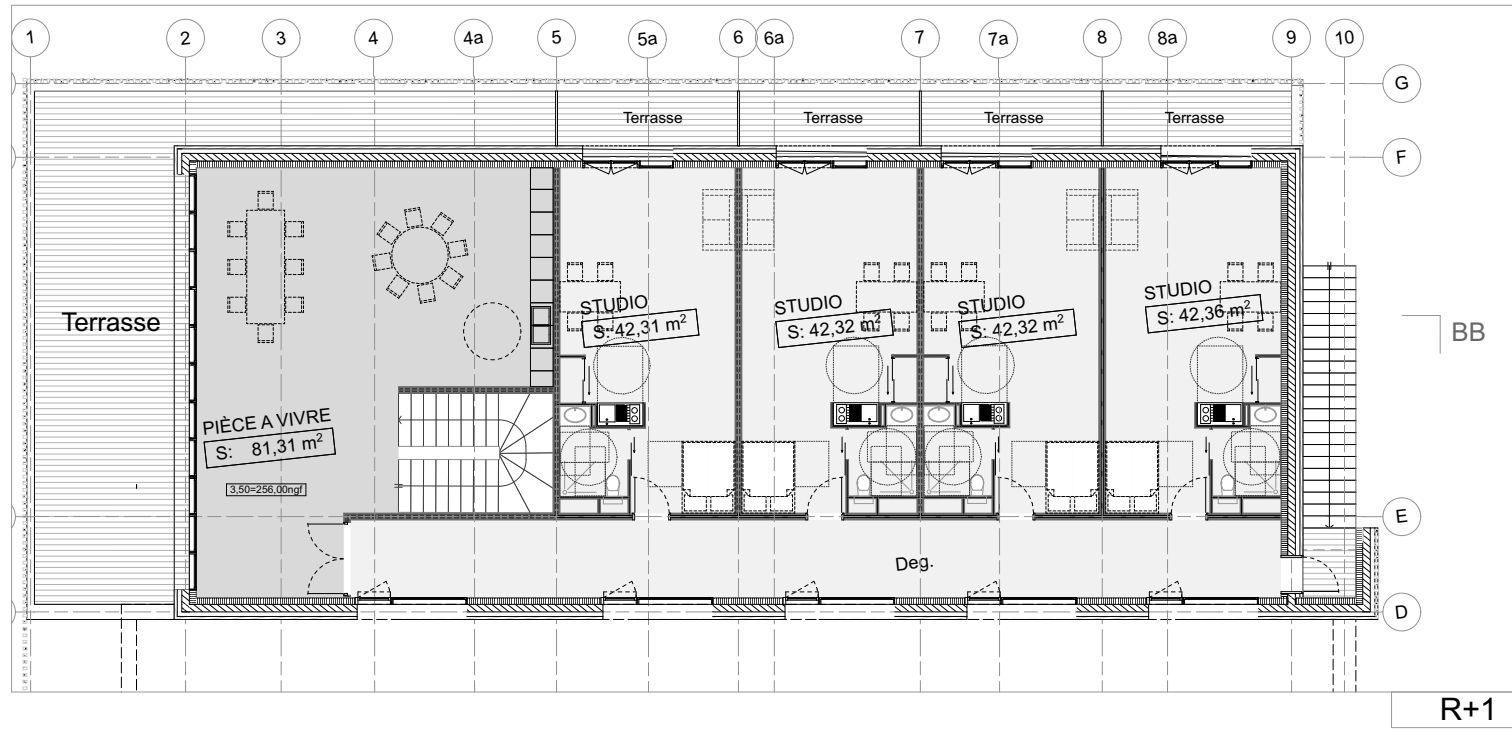 1 2 3 4 4a 5 5a 6 6a 7 7a 8 8a 9 10
G
Terrasse Terrasse Terrasse Terrasse
F
STUDIO
S: 42,31 m²
STUDIO
S: 42,32 m²
STUDIO
S: 42,32 m²
STUDIO
S: 42,36 m²
Terrasse
BB
PIÈCE A VIVRE
S: 81,31 m²
3,50=256,00ngf
E
Deg.
D
R+1